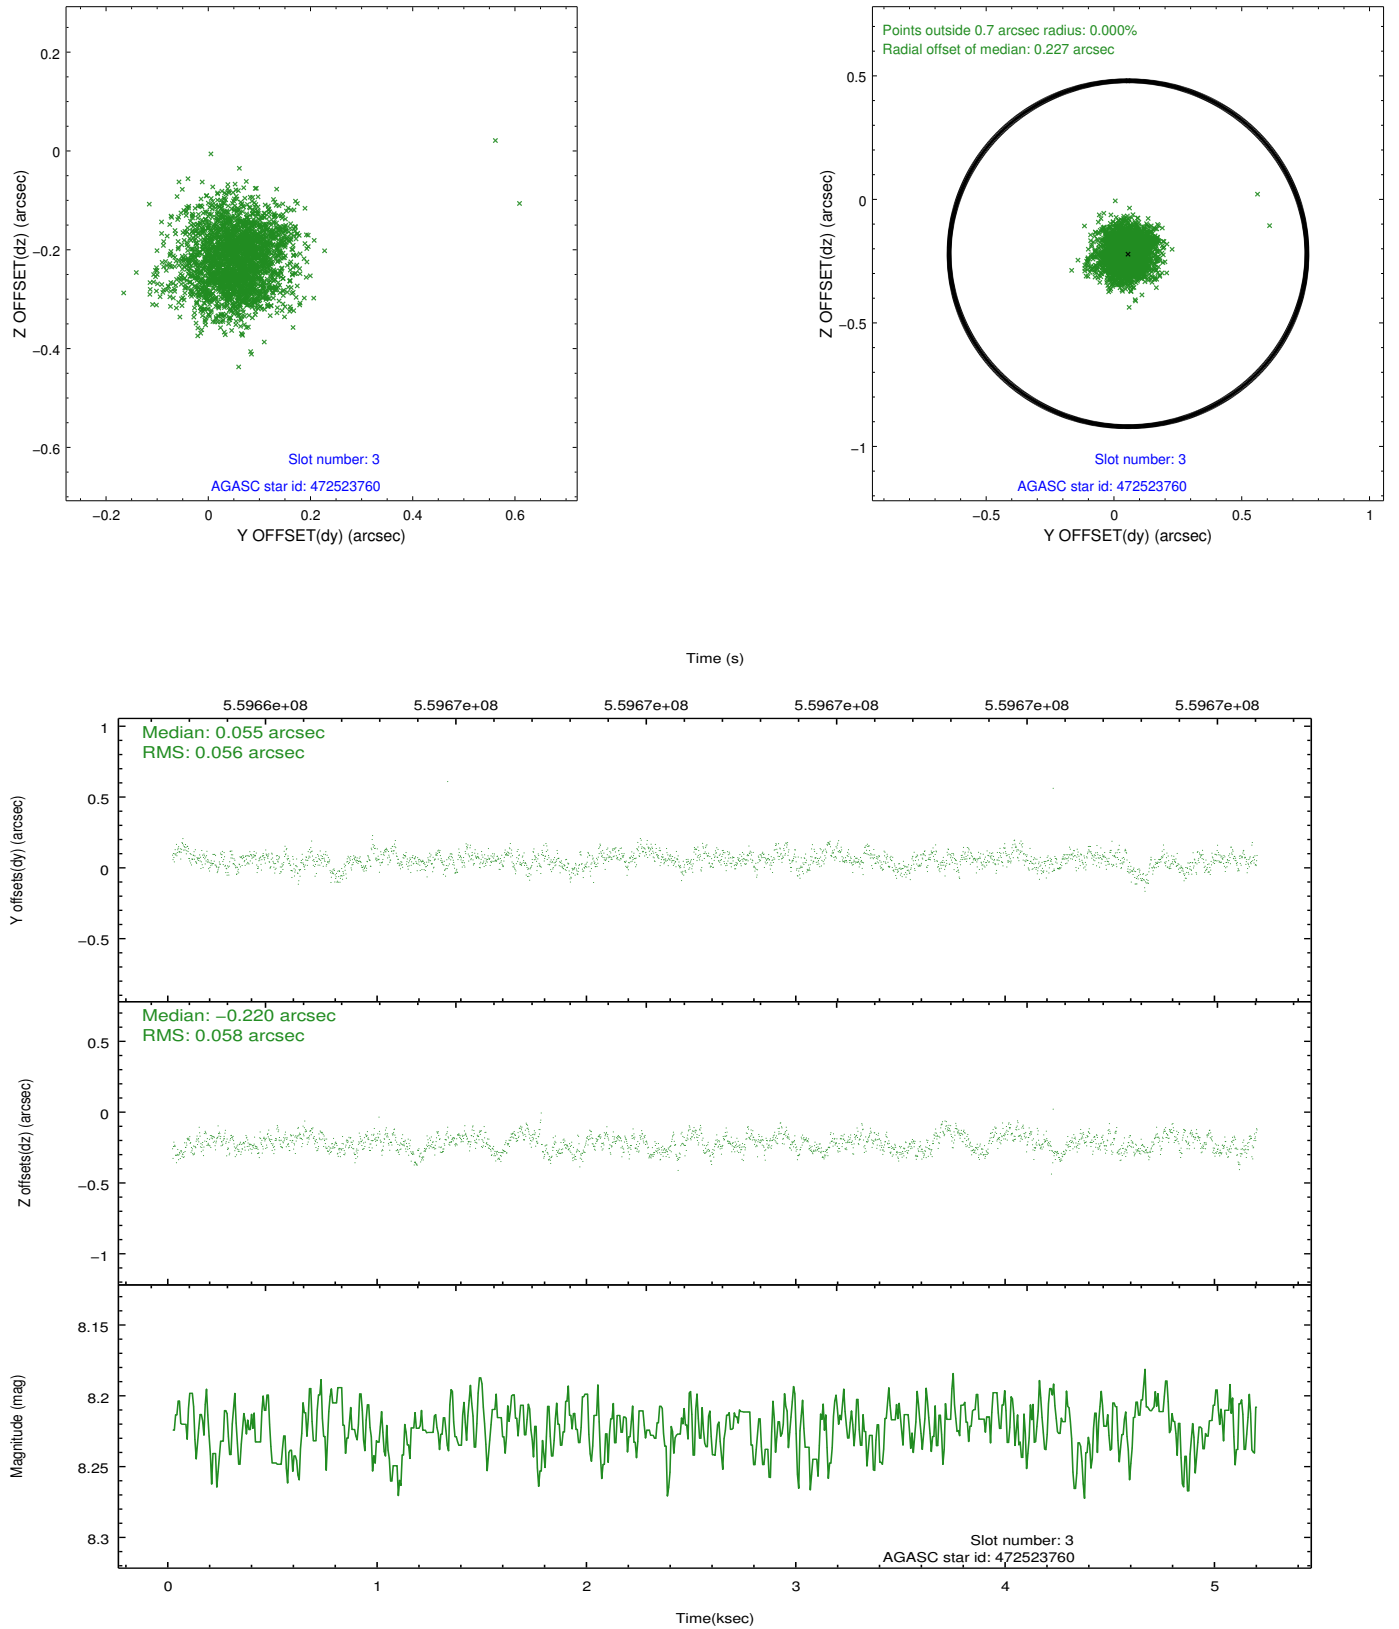 0.2
0
−0.2
−0.4
−0.6
Z OFFSET(dz) (arcsec)
Slot number: 3
AGASC star id: 472523760
−0.2 0 0.2 0.4 0.6
Y OFFSET(dy) (arcsec)
Points outside 0.7 arcsec radius: 0.000%
Radial offset of median: 0.227 arcsec
0.5
0
−0.5
−1
Z OFFSET(dz) (arcsec)
Slot number: 3
AGASC star id: 472523760
−0.5 0 0.5 1
Y OFFSET(dy) (arcsec)
Time (s)
5.5966e+08 5.5967e+08 5.5967e+08 5.5967e+08 5.5967e+08 5.5967e+08
Median: 0.055 arcsec
RMS: 0.056 arcsec
1
0.5
0
−0.5
Y offsets(dy) (arcsec)
Median: −0.220 arcsec
RMS: 0.058 arcsec
0.5
0
−0.5
−1
Z offsets(dz) (arcsec)
8.15
8.2
8.25
8.3
Magnitude (mag)
Slot number: 3
AGASC star id: 472523760
0 1 2 3 4 5
Time(ksec)